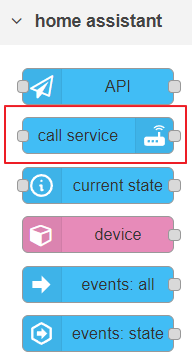 home assistant
API
call service
current state
device
events: all
events: state